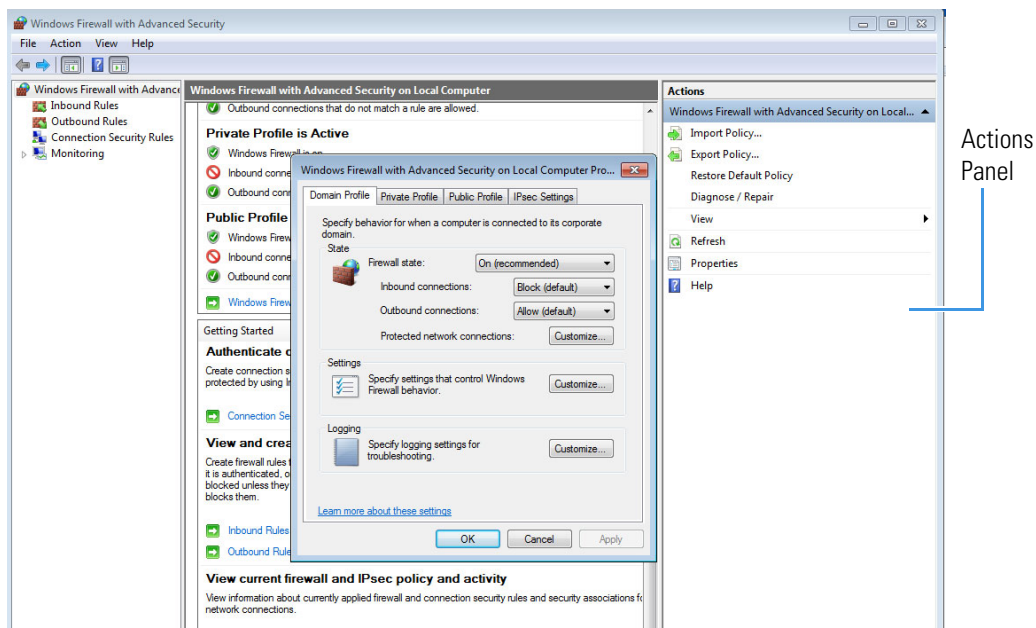 Windows Firewall with Advanced Security
File Action View Help
Windows Firewall with Advance
Inbound Rules
Outbound Rules
Connection Security Rules
Monitoring
Windows Firewall with Advanced Security on Local Computer
Outbound connections that do not match a rule are allowed.
Private Profile is Active
Windows Firewall is on.
Inbound conne
Outbound conn
Public Profile
Windows Firew
Inbound conne
Outbound conn
Windows Firew
Getting Started
Authenticate c
Create connection s
protected by using I
Connection Se
View and crea
Create firewall rules t
it is authenticated, o
blocked unless they
blocks them.
Inbound Rules
Outbound Rule
View current firewall and IPsec policy and activity
View information about currently applied firewall and connection security rules and security associations fo
network connections.
Windows Firewall with Advanced Security on Local Computer Pro...
Domain Profile Private Profile Public Profile IPsec Settings
Specify behavior for when a computer is connected to its corporate
domain.
State
Firewall state: On (recommended)
Inbound connections: Block (default)
Outbound connections: Allow (default)
Protected network connections: Customize...
Settings
Specify settings that control Windows
Firewall behavior.
Customize...
Logging
Specify logging settings for
troubleshooting.
Customize...
Learn more about these settings
OK Cancel Apply
Actions
Windows Firewall with Advanced Security on Local...
Import Policy...
Export Policy...
Restore Default Policy
Diagnose / Repair
View
Refresh
Properties
Help
Actions
Panel